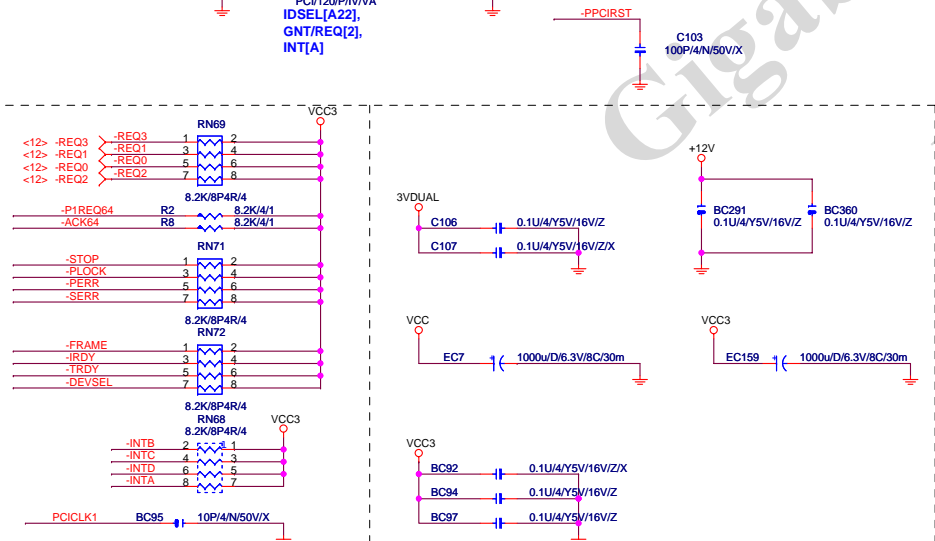 PCI/120/P/IV/VA
IDSEL[A22],
GNT/REQ[2],
INT[A]
-PPCIRST
C103
100P/4/N/50V/X
Gigab
VCC3
RN69
<12> -REQ3 -REQ3 1 2
<12> -REQ1 -REQ1 3 4
<12> -REQ0 -REQ0 5 6
<12> -REQ2 -REQ2 7 8
8.2K/8P4R/4
-P1REQ64 R2 8.2K/4/1
-ACK64 R8 8.2K/4/1
RN71
-STOP 1 2
-PLOCK 3 4
-PERR 5 6
-SERR 7 8
8.2K/8P4R/4
RN72
-FRAME 1 2
-IRDY 3 4
-TRDY 5 6
-DEVSEL 7 8
8.2K/8P4R/4
RN68
8.2K/8P4R/4
VCC3
-INTB 2 1
-INTC 4 3
-INTD 6 5
-INTA 8 7
PCICLK1 BC95 10P/4/N/50V/X
3VDUAL
C106 0.1U/4/Y5V/16V/Z
C107 0.1U/4/Y5V/16V/Z/X
+12V
BC291
0.1U/4/Y5V/16V/Z
BC360
0.1U/4/Y5V/16V/Z
VCC
EC7 + 1000u/D/6.3V/8C/30m
VCC3
EC159 + 1000u/D/6.3V/8C/30m
VCC3
BC92 0.1U/4/Y5V/16V/Z/X
BC94 0.1U/4/Y5V/16V/Z
BC97 0.1U/4/Y5V/16V/Z